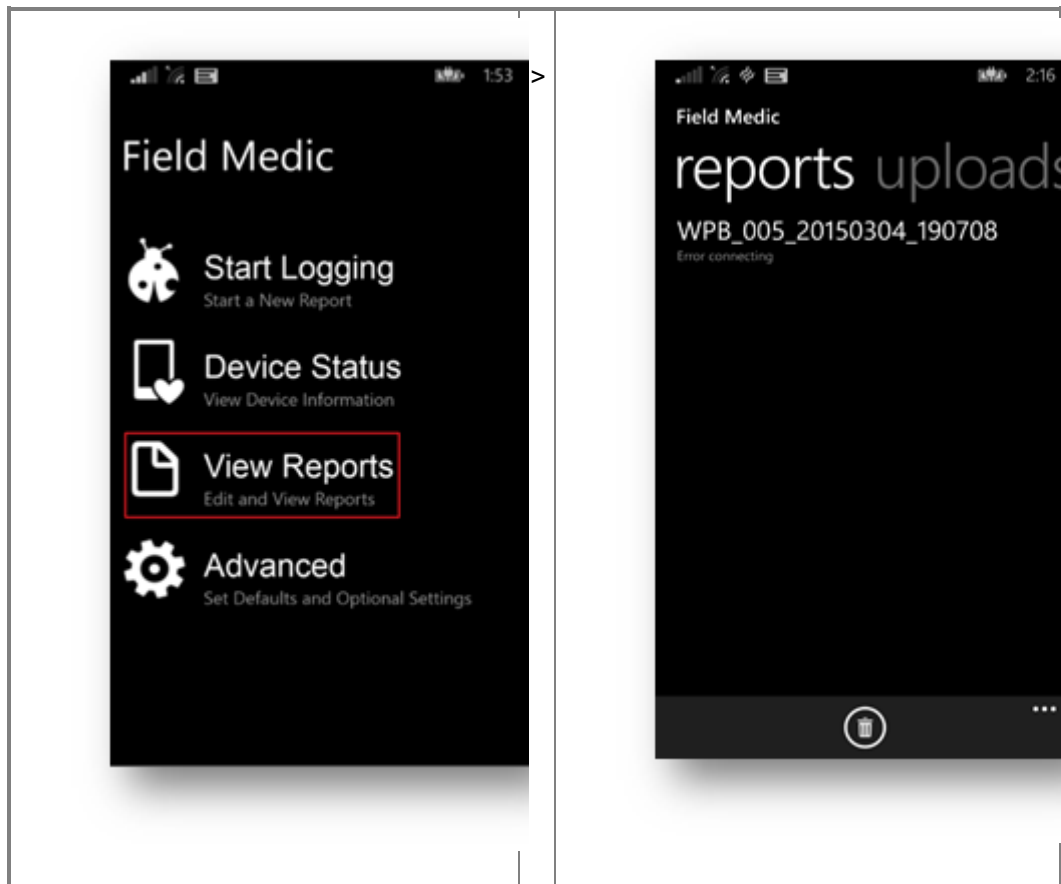 1:53
Field Medic
Start Logging
Start a New Report
Device Status
View Device Information
View Reports
Edit and View Reports
Advanced
Set Defaults and Optional Settings
>
2:16
Field Medic
reports uploads
WPB_005_20150304_190708
Error connecting